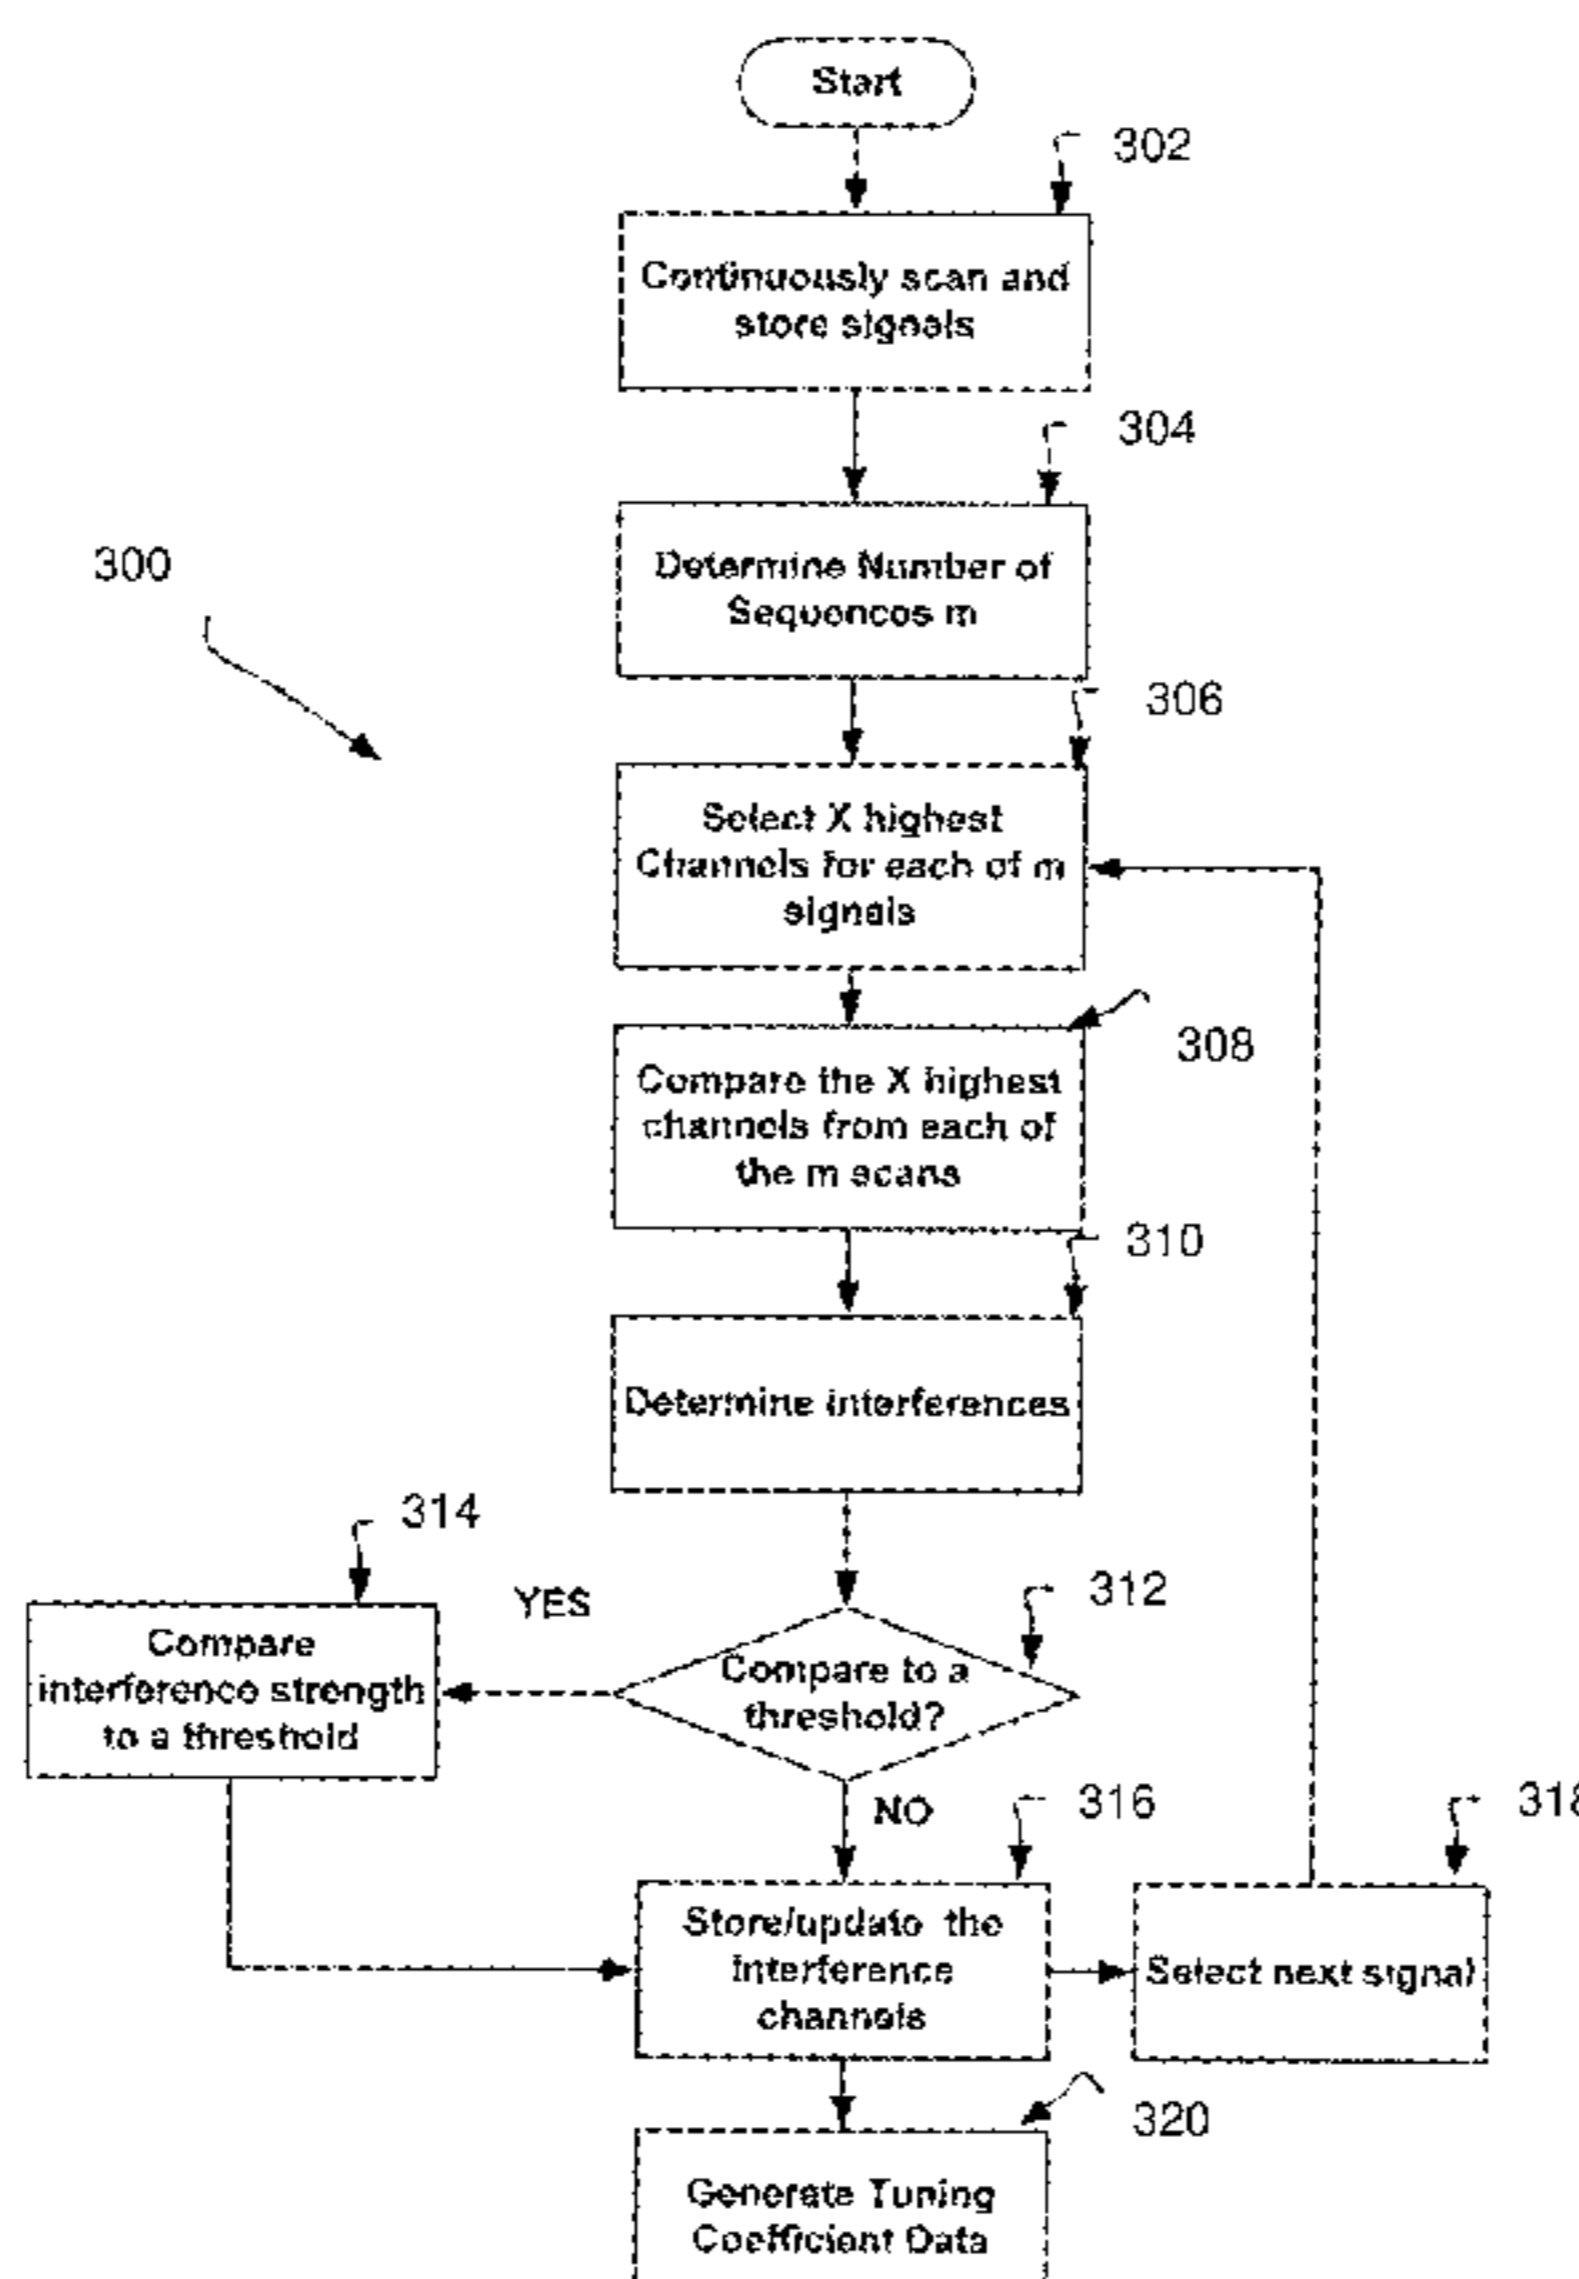 Start
302
Continuously scan and
store signals
304
300
Determine Number of
Sequences m
306
Select X highest
Channels for each of m
signals
308
Compare the X highest
channels from each of
the m scans
310
Determine interferences
314
YES
312
Compare
interference strength
to a threshold
Compare to a
threshold?
NO
316
318
Store/update the
interference
channels
Select next signal
320
Generate Tuning
Coefficient Data